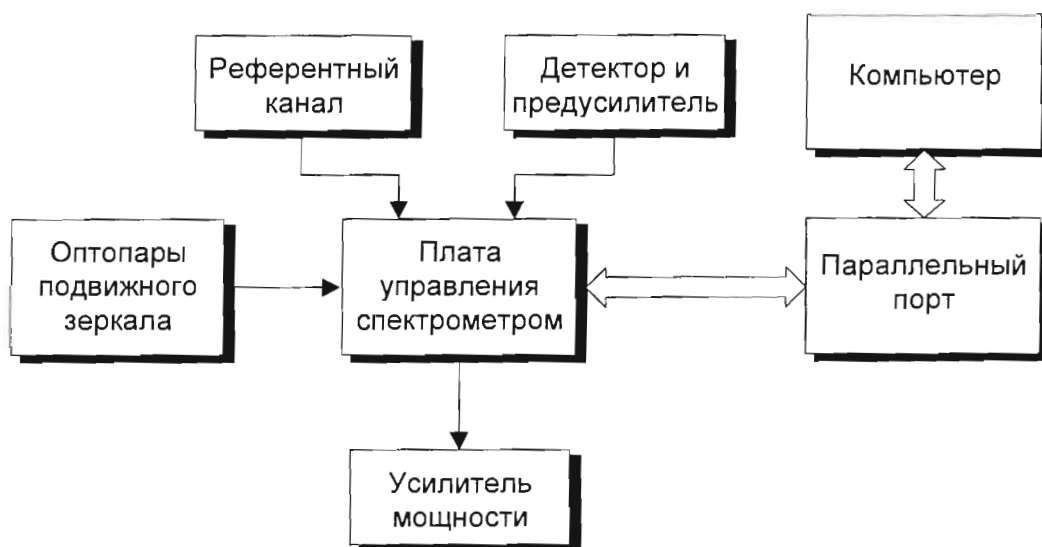 Референтный
канал
Детектор и
предусилитель
Компьютер
Оптопары
подвижного
зеркала
Плата
управления
спектрометром
Параллельный
порт
Усилитель
мощности